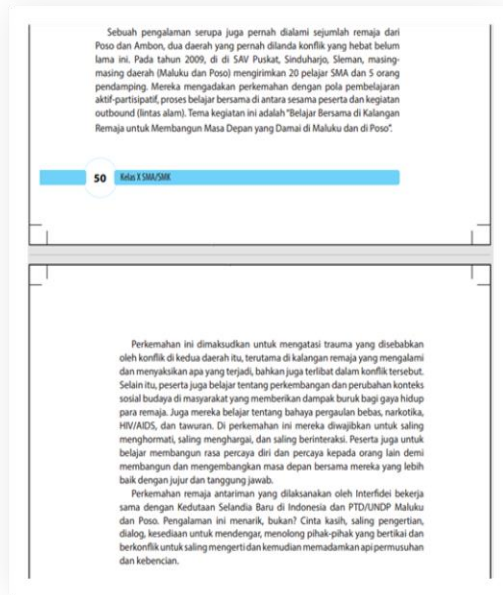 Sebuah pengalaman serupa juga pernah dialami sejumlah remaja dari
Poso dan Ambon, dua daerah yang pernah dilanda konflik yang hebat belum
lama ini. Pada tahun 2009, di di SAV Puskat, Sinduharjo, Sleman, masing-
masing daerah (Maluku dan Poso) mengirimkan 20 pelajar SMA dan 5 orang
pendamping. Mereka mengadakan perkemahan dengan pola pembelajaran
aktif-partisipatif, proses belajar bersama di antara sesama peserta dan kegiatan
outbound (lintas alam). Tema kegiatan ini adalah "Belajar Bersama di Kalangan
Remaja untuk Membangun Masa Depan yang Damai di Maluku dan di Poso".
50 Kelas X SMA/SMK
Perkemahan ini dimaksudkan untuk mengatasi trauma yang disebabkan
oleh konflik di kedua daerah itu, terutama di kalangan remaja yang mengalami
dan menyaksikan apa yang terjadi, bahkan juga terlibat dalam konflik tersebut.
Selain itu, peserta juga belajar tentang perkembangan dan perubahan konteks
sosial budaya di masyarakat yang memberikan dampak buruk bagi gaya hidup
para remaja. Juga mereka belajar tentang bahaya pergaulan bebas, narkotika,
HIV/AIDS, dan tawuran. Di perkemahan ini mereka diwajibkan untuk saling
menghormati, saling menghargai, dan saling berinteraksi. Peserta juga untuk
belajar membangun rasa percaya diri dan percaya kepada orang lain demi
membangun dan mengembangkan masa depan bersama mereka yang lebih
baik dengan jujur dan tanggung jawab.
Perkemahan remaja antariman yang dilaksanakan oleh Interfidei bekerja
sama dengan Kedutaan Selandia Baru di Indonesia dan PTD/UNDP Maluku
dan Poso. Pengalaman ini menarik, bukan? Cinta kasih, saling pengertian,
dialog, kesediaan untuk mendengar, menolong pihak-pihak yang bertikai dan
berkonflik untuk saling mengerti dan kemudian memadamkan api permusuhan
dan kebencian.